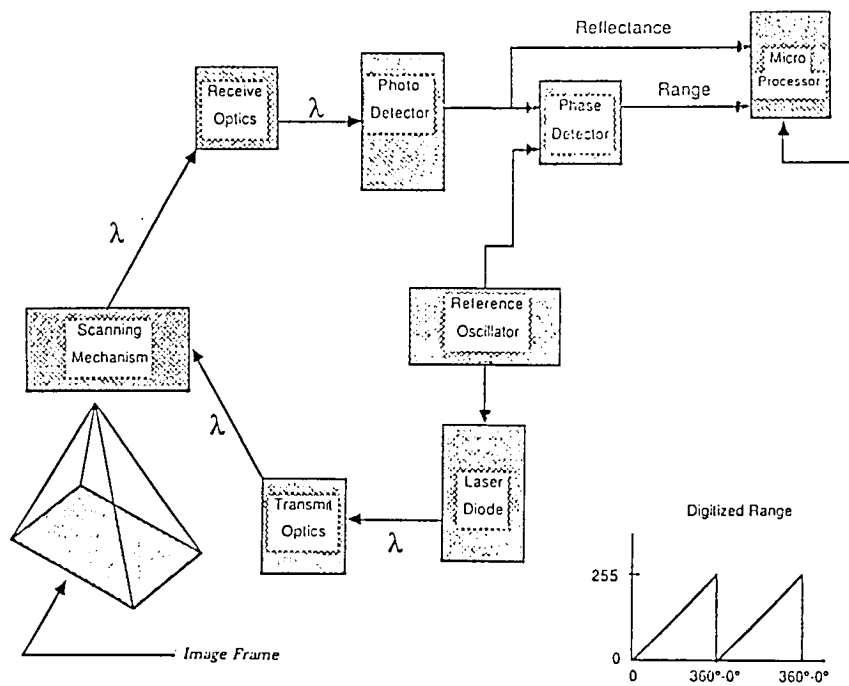 Reflectance
Receive
Optics
λ
Photo
Detector
Phase
Detector
Range
Micro
Processor
λ
Scanning
Mechanism
Reference
Oscillator
λ
Transmit
Optics
λ
Laser
Diode
Image Frame
Digitized Range
255
0
0 360°-0° 360°-0°